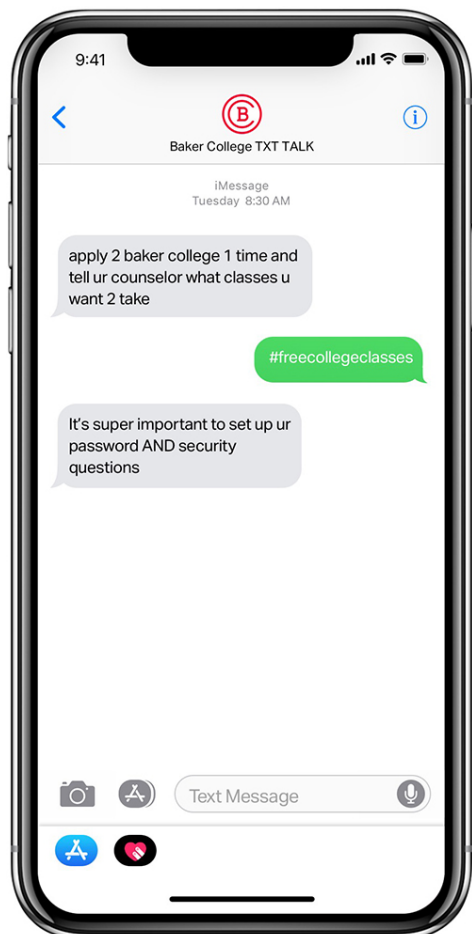 9:41
B
Baker College TXT TALK
iMessage
Tuesday 8:30 AM
apply 2 baker college 1 time and
tell ur counselor what classes u
want 2 take
#freecollegeclasses
It's super important to set up ur
password AND security
questions
Text Message